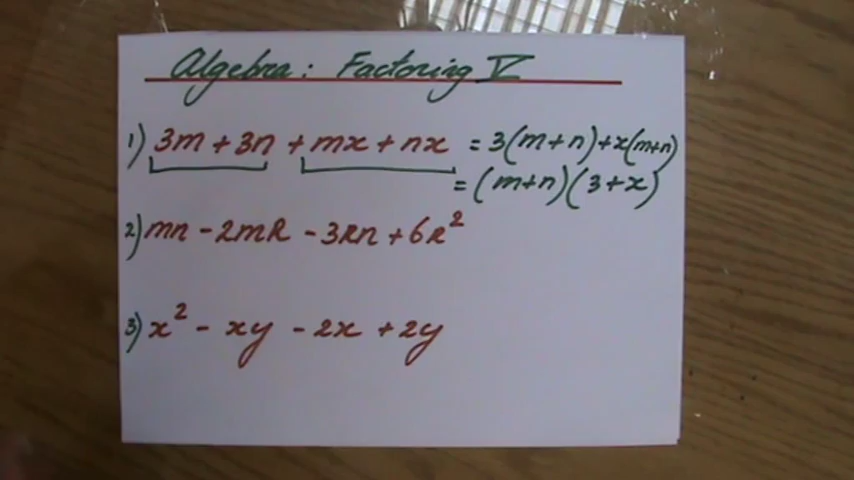 Algebra: Factoring V
1) 3m + 3n + mx + nx = 3(m+n)+x(m+n)
= (m+n)(3+x)
2) mn - 2mR - 3Rn + 6R²
3) x² - xy - 2x + 2y